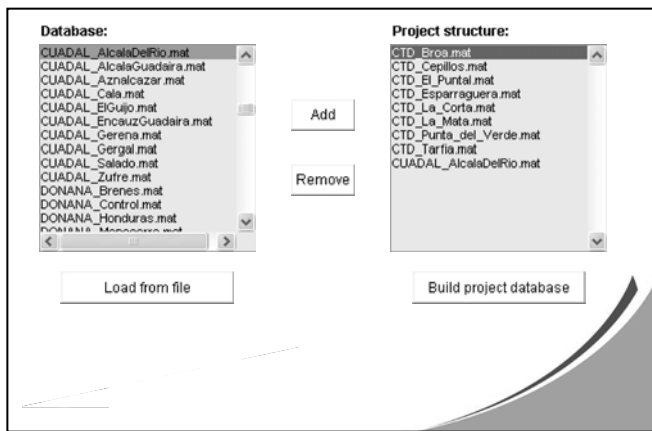 Database:
CUADAL_AlcalaDelRio.mat
CUADAL_AlcalaGuadaira.mat
CUADAL_Aznalcazar.mat
CUADAL_Cala.mat
CUADAL_ElGuijo.mat
CUADAL_EncauzGuadaira.mat
CUADAL_Gerena.mat
CUADAL_Gergal.mat
CUADAL_Salado.mat
CUADAL_Zufre.mat
DONANA_Brenes.mat
DONANA_Control.mat
DONANA_Honduras.mat
Load from file
Add
Remove
Project structure:
CTD_Broa.mat
CTD_Cepillos.mat
CTD_El_Puntal.mat
CTD_Esparraguera.mat
CTD_La_Corta.mat
CTD_La_Mata.mat
CTD_Punta_del_Verde.mat
CTD_Tarfia.mat
CUADAL_AlcalaDelRio.mat
Build project database